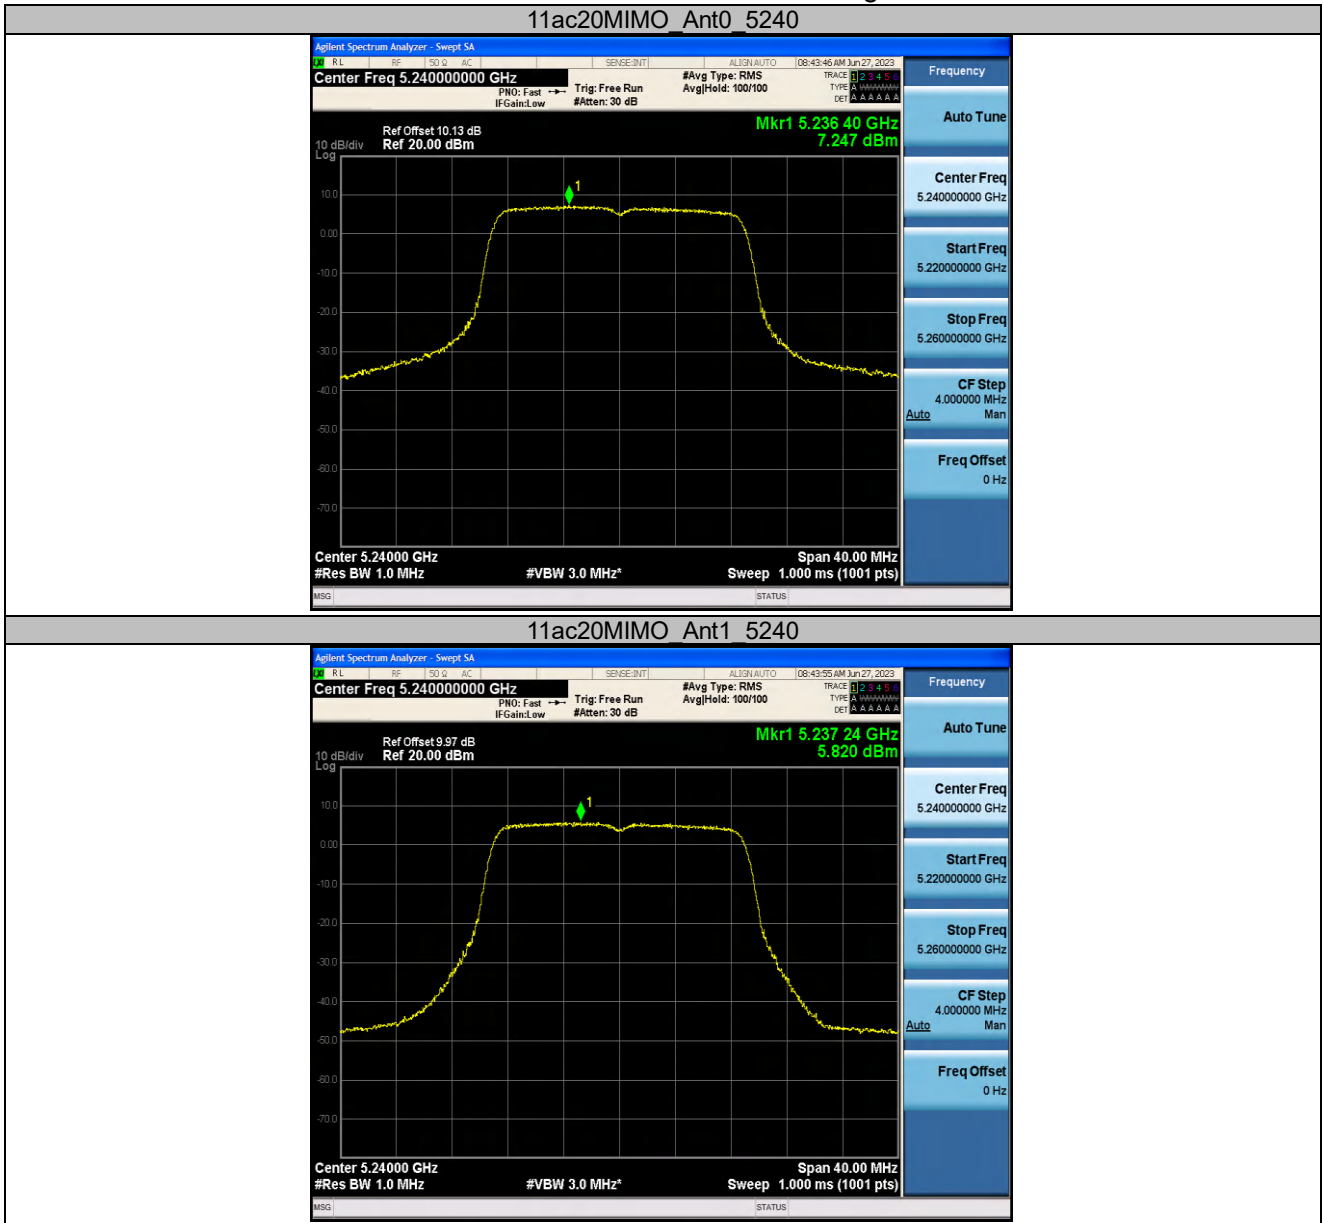 11ac20MIMO_Ant0_5240
Agilent Spectrum Analyzer - Swept SA
RL RF 50 Ω AC SENSE:INT ALIGN AUTO 08:43:46 AM Jun 27, 2023
Center Freq 5.240000000 GHz #Avg Type: RMS TRACE 1 2 3 4 5 6 Frequency
PNO: Fast Trig: Free Run Avg|Hold: 100/100 TYPE A
IFGain:Low #Atten: 30 dB DET A A A A A A
Auto Tune
Mkr1 5.236 40 GHz
Ref Offset 10.13 dB 7.247 dBm
10 dB/div Ref 20.00 dBm
Log
1
Center Freq
5.240000000 GHz
10.0
0.00
Start Freq
5.220000000 GHz
-10.0
-20.0
Stop Freq
5.260000000 GHz
-30.0
CF Step
4.000000 MHz
Auto Man
-40.0
-50.0
Freq Offset
0 Hz
-60.0
-70.0
Center 5.24000 GHz Span 40.00 MHz
#Res BW 1.0 MHz #VBW 3.0 MHz* Sweep 1.000 ms (1001 pts)
MSG STATUS
11ac20MIMO_Ant1_5240
Agilent Spectrum Analyzer - Swept SA
RL RF 50 Ω AC SENSE:INT ALIGN AUTO 08:43:55 AM Jun 27, 2023
Center Freq 5.240000000 GHz #Avg Type: RMS TRACE 1 2 3 4 5 6 Frequency
PNO: Fast Trig: Free Run Avg|Hold: 100/100 TYPE A
IFGain:Low #Atten: 30 dB DET A A A A A A
Auto Tune
Mkr1 5.237 24 GHz
Ref Offset 9.97 dB 5.820 dBm
10 dB/div Ref 20.00 dBm
Log
1
Center Freq
5.240000000 GHz
10.0
0.00
Start Freq
5.220000000 GHz
-10.0
-20.0
Stop Freq
5.260000000 GHz
-30.0
CF Step
4.000000 MHz
Auto Man
-40.0
-50.0
Freq Offset
0 Hz
-60.0
-70.0
Center 5.24000 GHz Span 40.00 MHz
#Res BW 1.0 MHz #VBW 3.0 MHz* Sweep 1.000 ms (1001 pts)
MSG STATUS